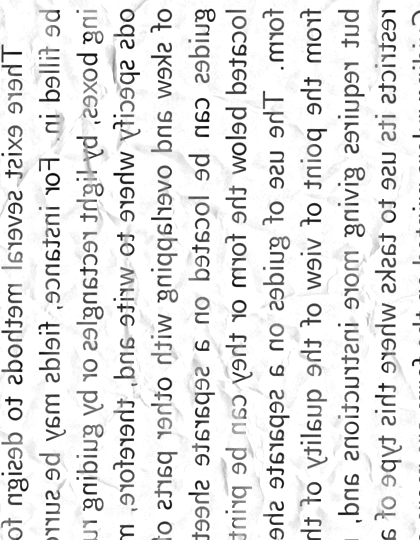 There exist several methods to design fo
be filled in. For instance, fields may be surro
ing boxes, by light rectangles or by guiding r
ods specify where to write and, therefore, m
of skew and overlapping with other parts o
guides can be located on a separate sheet
located below the form or they can be print
form. The use of guides on a separate she
from the point of view of the quality of th
but requires giving more instructions and,
restricts its use to tasks where this type of a